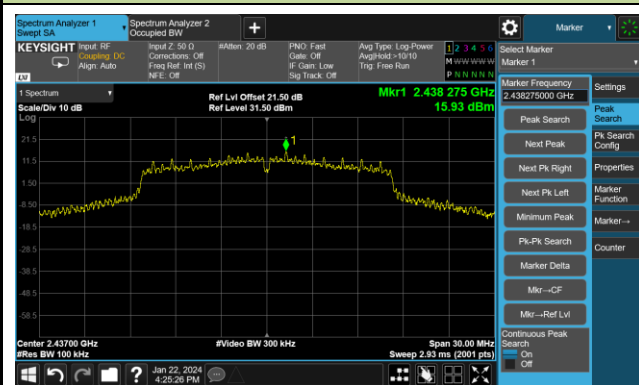 Spectrum Analyzer 1
Swept SA
Spectrum Analyzer 2
Occupied BW
Marker
KEYSIGHT
Input: RF
Coupling: DC
Align: Auto
Input Z: 50 Ω
Corrections: Off
Freq Ref: Int (S)
NFE: Off
#Atten: 20 dB
PNO: Fast
Gate: Off
IF Gain: Low
Sig Track: Off
Avg Type: Log-Power
Avg|Hold:>10/10
Trig: Free Run
1 2 3 4 5 6
M W W W W W
P N N N N N
Select Marker
Marker 1
LXI
1 Spectrum
Scale/Div 10 dB
Log
Ref Lvl Offset 21.50 dB
Ref Level 31.50 dBm
Mkr1 2.438 275 GHz
15.93 dBm
21.5
11.5
1.50
-8.50
-18.5
-28.5
-38.5
-48.5
-58.5
1
Center 2.43700 GHz
#Res BW 100 kHz
#Video BW 300 kHz
Span 30.00 MHz
Sweep 2.93 ms (2001 pts)
Marker Frequency
2.438275000 GHz
Peak Search
Next Peak
Next Pk Right
Next Pk Left
Minimum Peak
Pk-Pk Search
Marker Delta
Mkr→CF
Mkr→Ref Lvl
Continuous Peak
Search
On
Off
Settings
Peak
Search
Pk Search
Config
Properties
Marker
Function
Marker→
Counter
Jan 22, 2024
4:25:26 PM